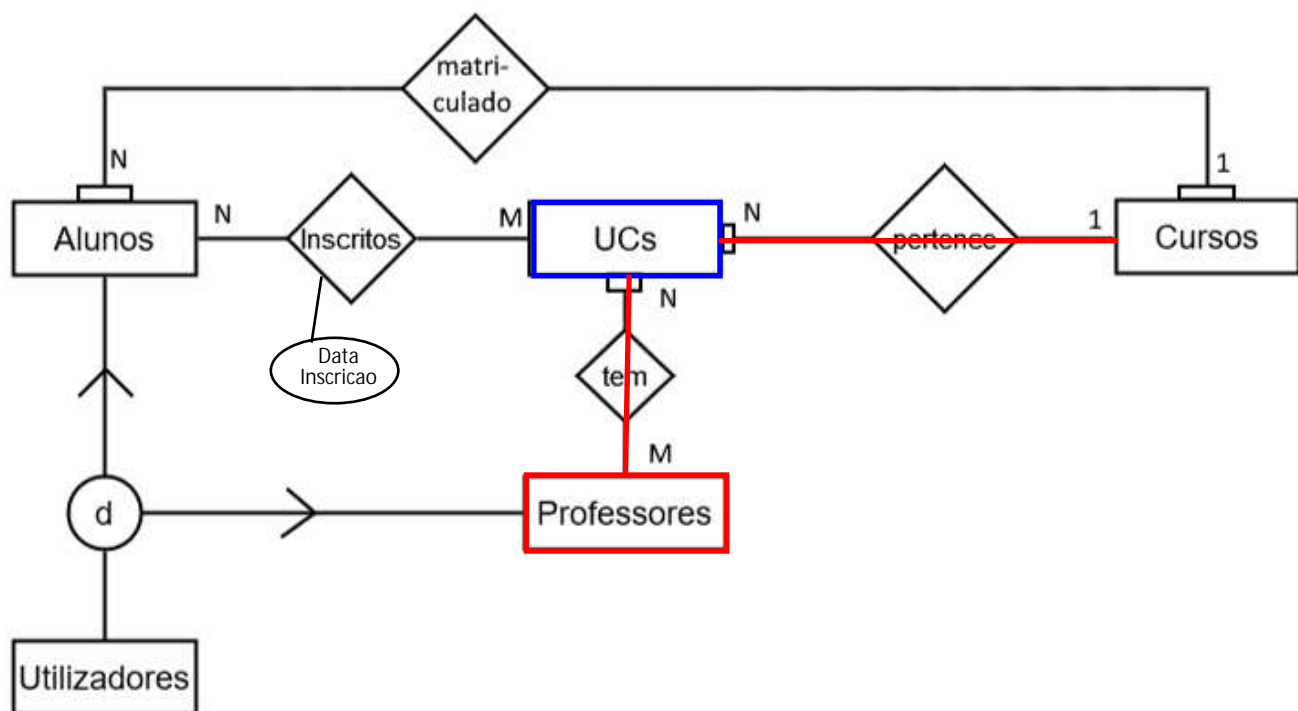 matri-
culado
N
1
N
M
N
1
Alunos
Inscritos
UCs
pertence
Cursos
N
Data
Inscricao
tem
M
d
Professores
Utilizadores